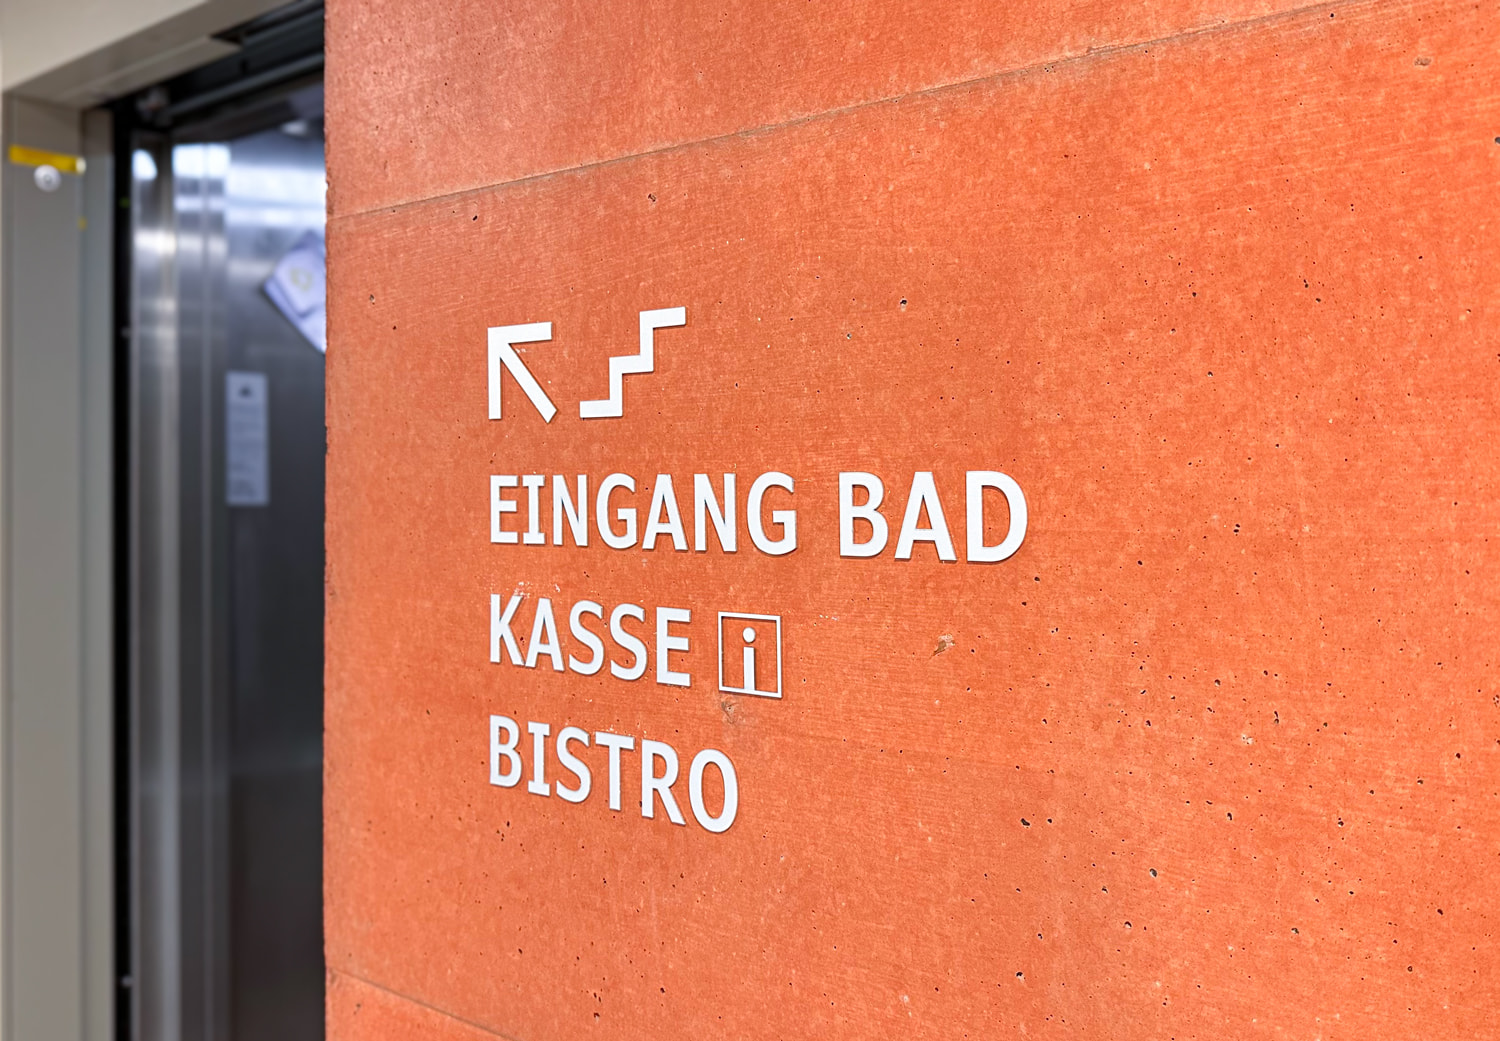 EINGANG BAD
KASSE i
BISTRO